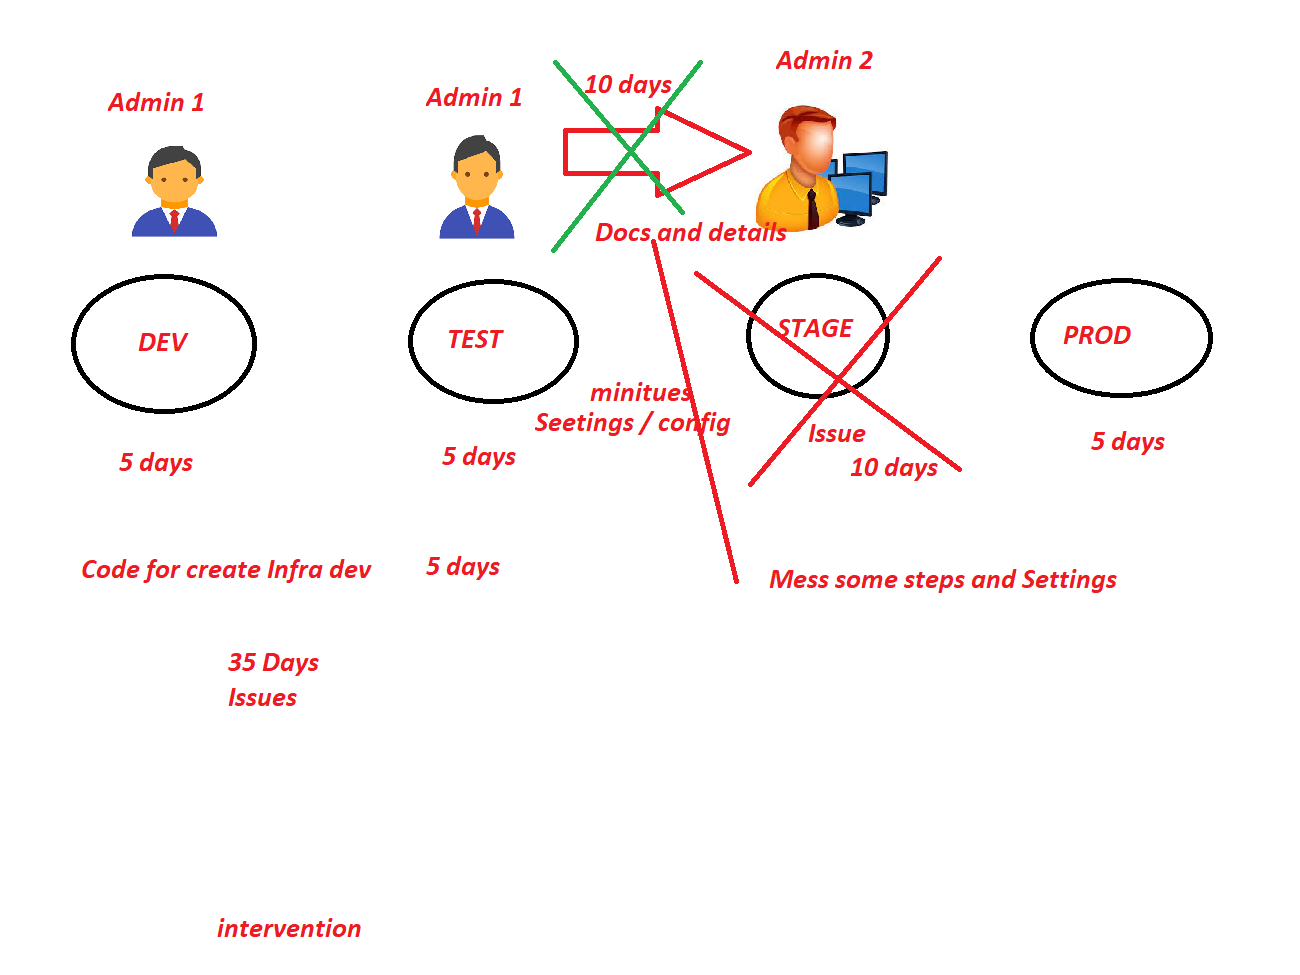 Admin 1
Admin 1
10 days
Admin 2
Docs and details
DEV
TEST
STAGE
PROD
minitues
Seetings / config
Issue
10 days
5 days
5 days
5 days
Code for create Infra dev
5 days
Mess some steps and Settings
35 Days
Issues
intervention